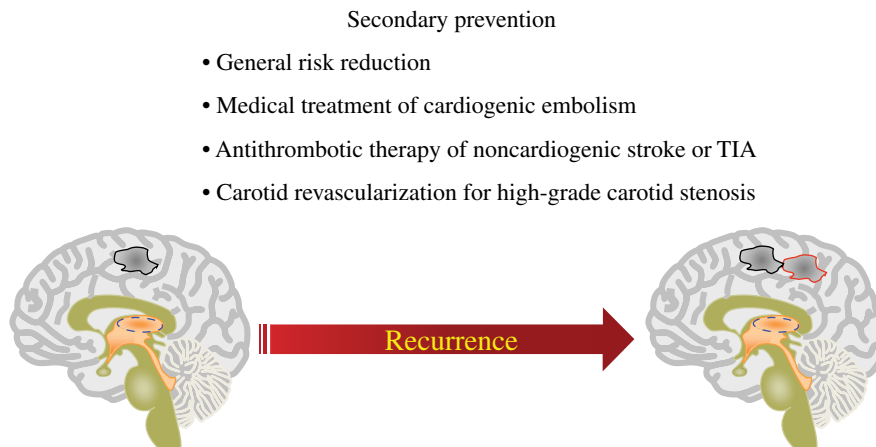 Secondary prevention
• General risk reduction
• Medical treatment of cardiogenic embolism
• Antithrombotic therapy of noncardiogenic stroke or TIA
• Carotid revascularization for high-grade carotid stenosis
Recurrence